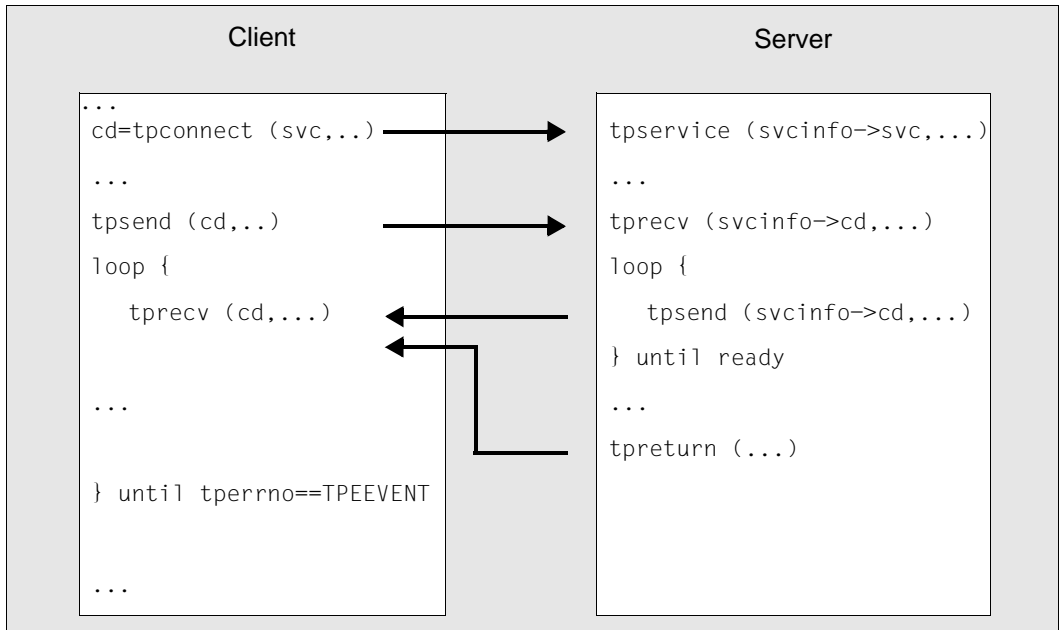 Client
Server
...
cd=tpconnect (svc,..)
...
tpsend (cd,..)
loop {
tprecv (cd,...)
...
} until tperrno==TPEEVENT
...
tpservice (svcinfo->svc,...)
...
tprecv (svcinfo->cd,...)
loop {
tpsend (svcinfo->cd,...)
} until ready
...
tpreturn (...)